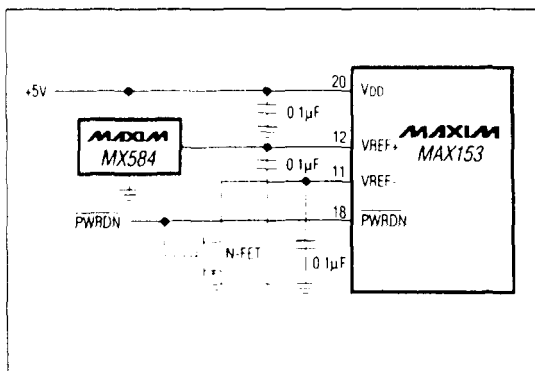 +5V
20 VDD
0.1µF
MAXIM
MX584
12 VREF+
MAXIM
MAX153
0.1µF
11 VREF-
PWRDN
18 PWRDN
N-FET
0.1µF